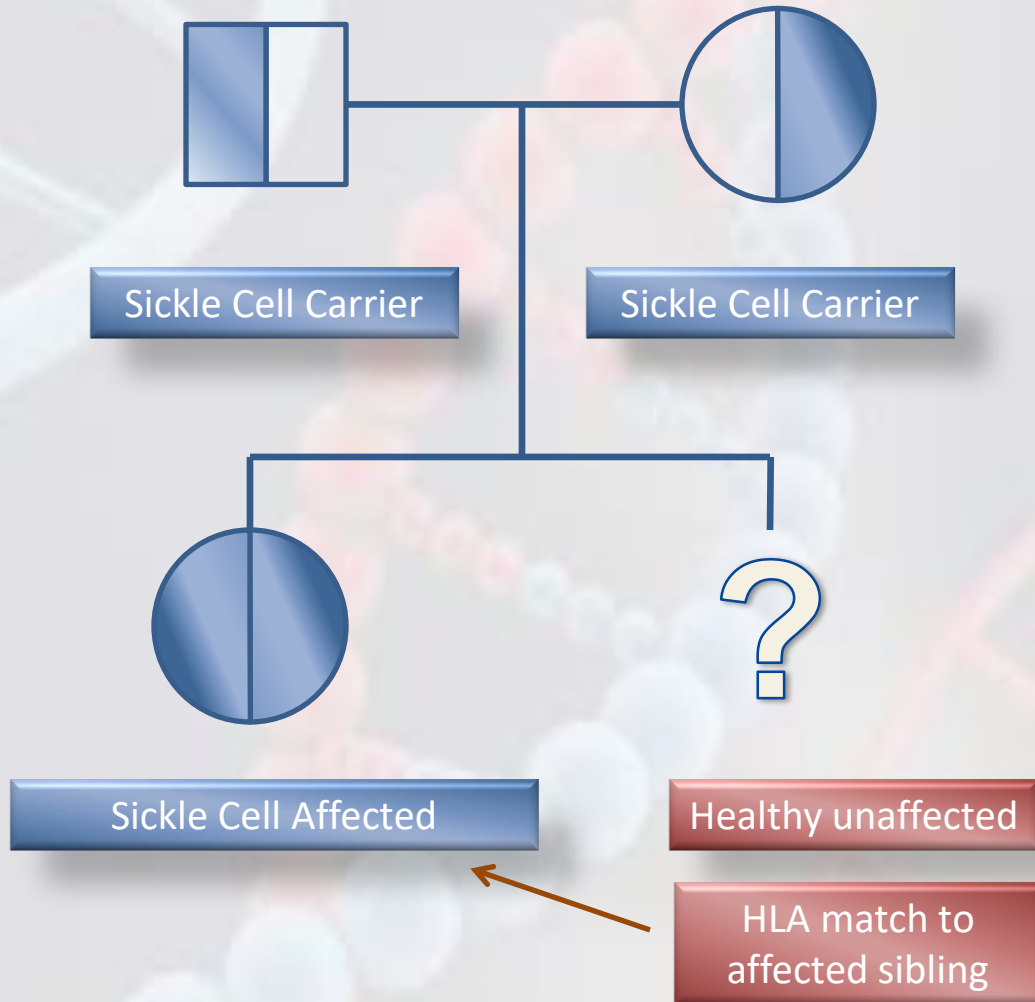 Sickle Cell Carrier
Sickle Cell Carrier
?
Sickle Cell Affected
Healthy unaffected
HLA match to
affected sibling